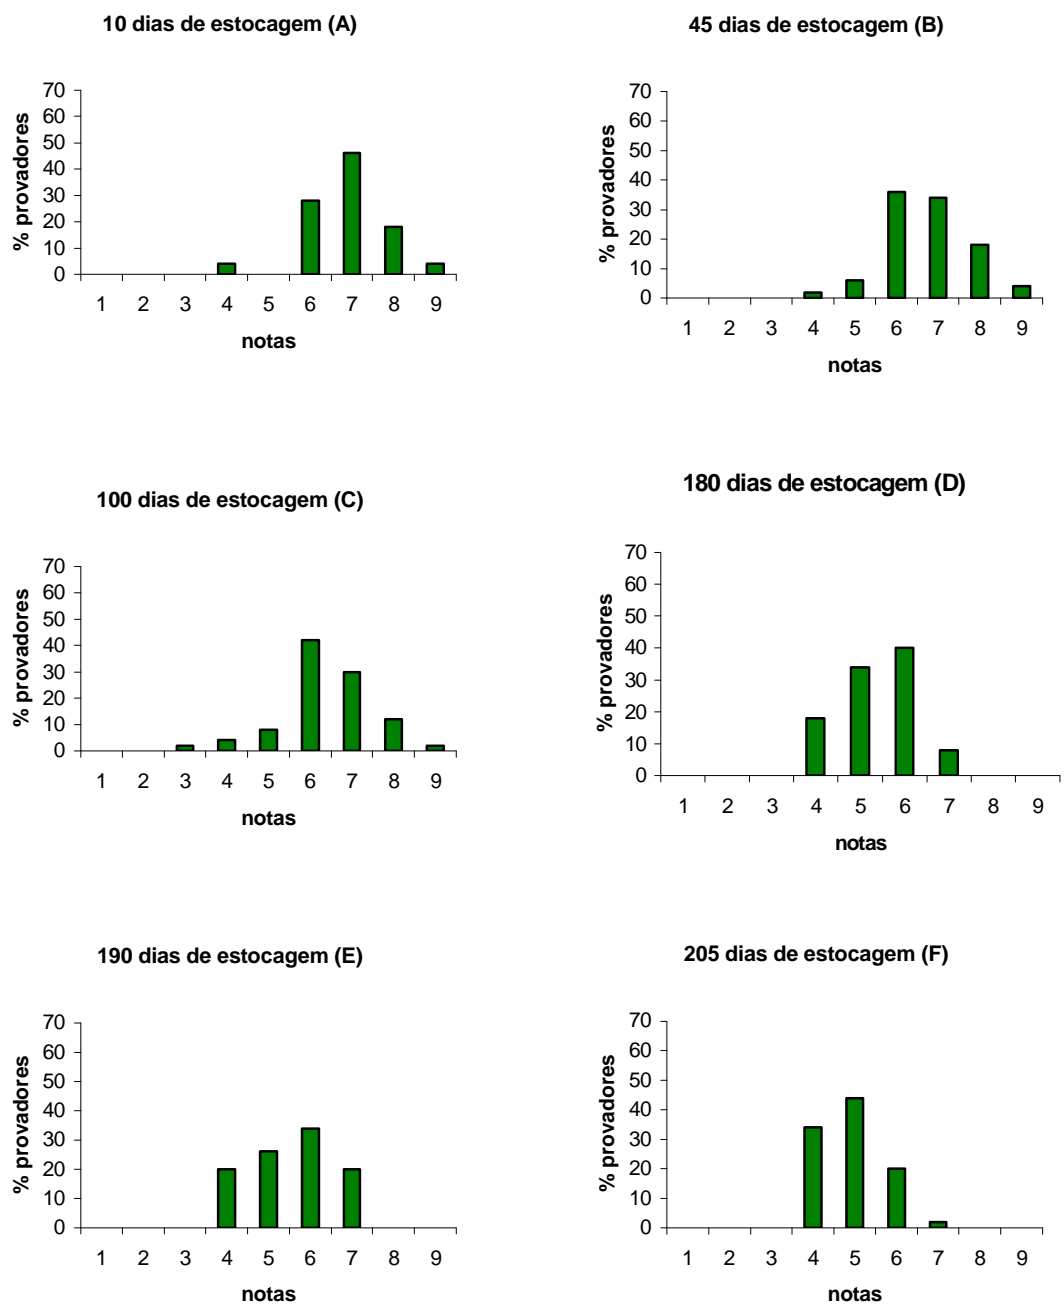 10 dias de estocagem (A)
% provadores
70
60
50
40
30
20
10
0
1 2 3 4 5 6 7 8 9
notas
45 dias de estocagem (B)
% provadores
70
60
50
40
30
20
10
0
1 2 3 4 5 6 7 8 9
notas
100 dias de estocagem (C)
% provadores
70
60
50
40
30
20
10
0
1 2 3 4 5 6 7 8 9
notas
180 dias de estocagem (D)
% provadores
70
60
50
40
30
20
10
0
1 2 3 4 5 6 7 8 9
notas
190 dias de estocagem (E)
% provadores
70
60
50
40
30
20
10
0
1 2 3 4 5 6 7 8 9
notas
205 dias de estocagem (F)
% provadores
70
60
50
40
30
20
10
0
1 2 3 4 5 6 7 8 9
notas